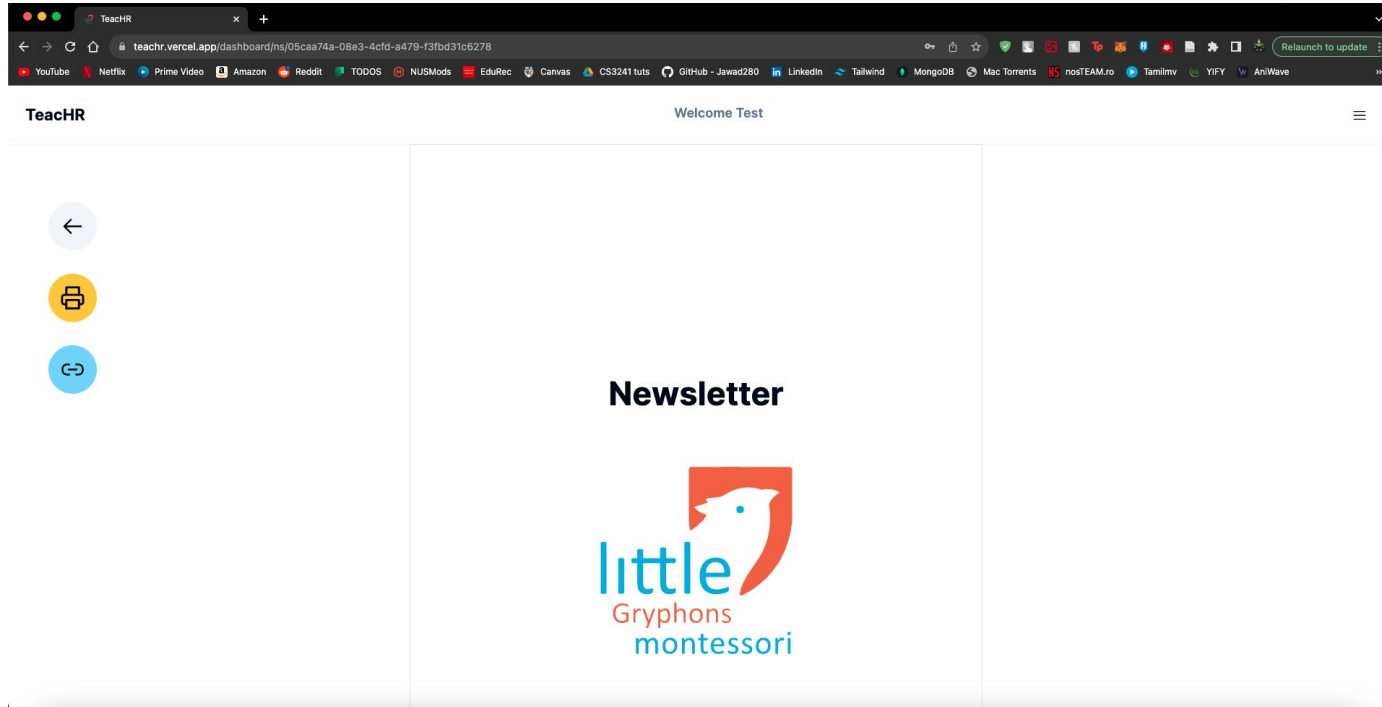 TeacHR
teachr.vercel.app/dashboard/ns/05caa74a-08e3-4cfd-a479-f3fbd31c6278
Relaunch to update
YouTube Netflix Prime Video Amazon Reddit TODOS NUSMods EduRec Canvas CS3241 tuts GitHub - Jawad280 LinkedIn Tailwind MongoDB Mac Torrents nosTEAM.ro Tamilmv YIFY AniWave »
TeacHR
Welcome Test
Newsletter
little
Gryphons
montessori